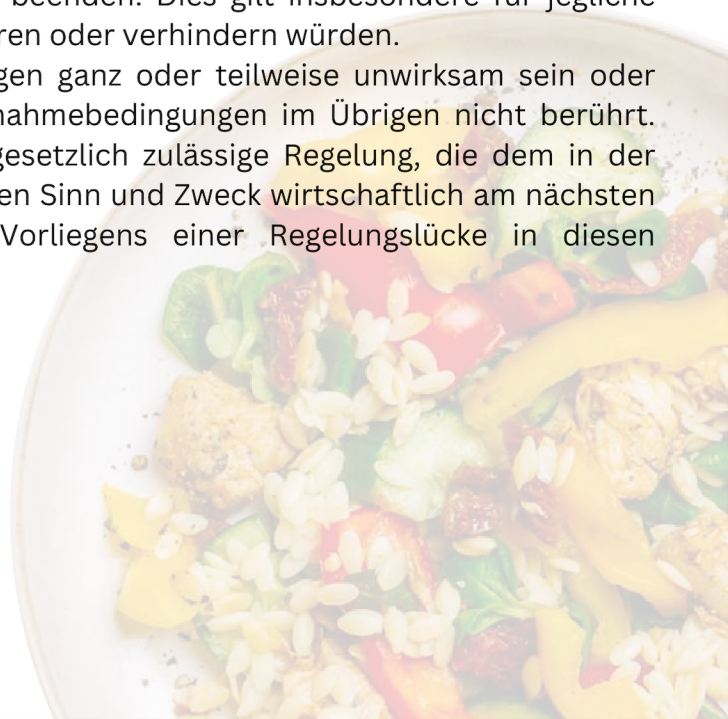 beenden. Dies gilt insbesondere für jegliche
ren oder verhindern würden.
gen ganz oder teilweise unwirksam sein oder
nahmebedingungen im Übrigen nicht berührt.
gesetzlich zulässige Regelung, die dem in der
en Sinn und Zweck wirtschaftlich am nächsten
Vorliegens einer Regelungslücke in diesen